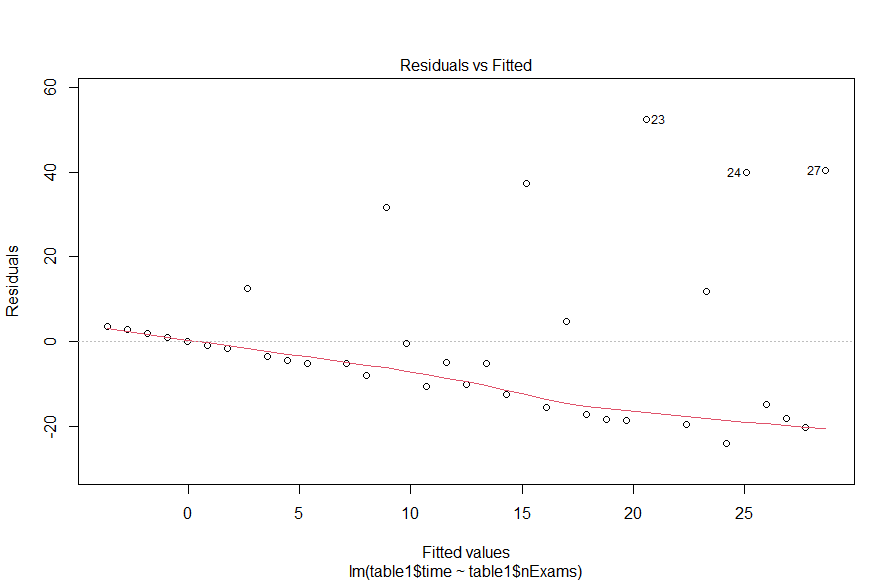 Residuals vs Fitted
60
40
20
0
-20
Residuals
23
24
27
0 5 10 15 20 25
Fitted values
lm(table1$time ~ table1$nExams)